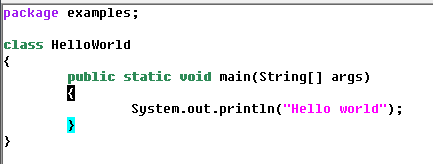 package examples;
class HelloWorld
{
public static void main(String[] args)
{
System.out.println("Hello world");
}
}